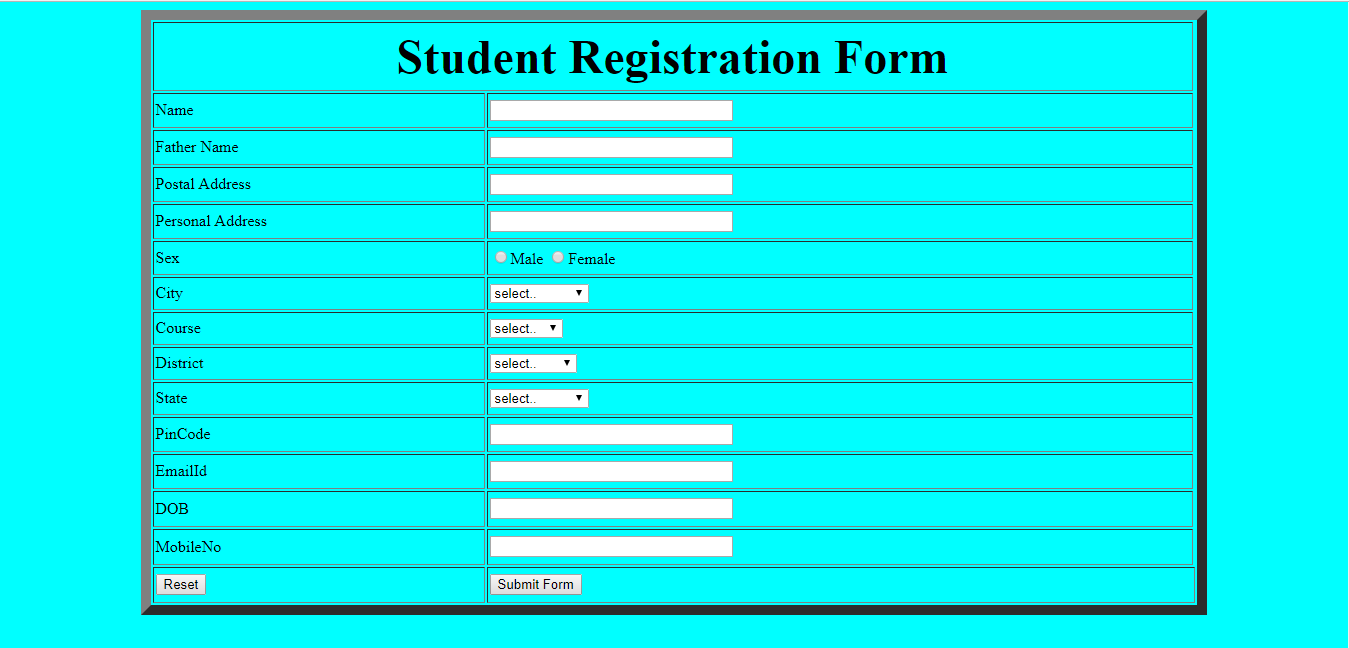 Student Registration Form
Name
Father Name
Postal Address
Personal Address
Sex Male Female
City select..
Course select..
District select..
State select..
PinCode
EmailId
DOB
MobileNo
Reset Submit Form